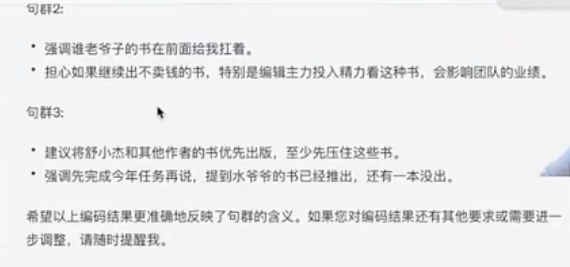 句群2:
• 强调谁老爷子的书在前面给我扛着。
• 担心如果继续出不卖钱的书，特别是编辑主力投入精力看这种书，会影响团队的业绩。
句群3:
• 建议将舒小杰和其他作者的书优先出版，至少先压住这些书。
• 强调先完成今年任务再说，提到水爷爷的书已经推出，还有一本没出。
希望以上编码结果更准确地反映了句群的含义。如果您对编码结果还有其他要求或需要进一
步调整，请随时提醒我。